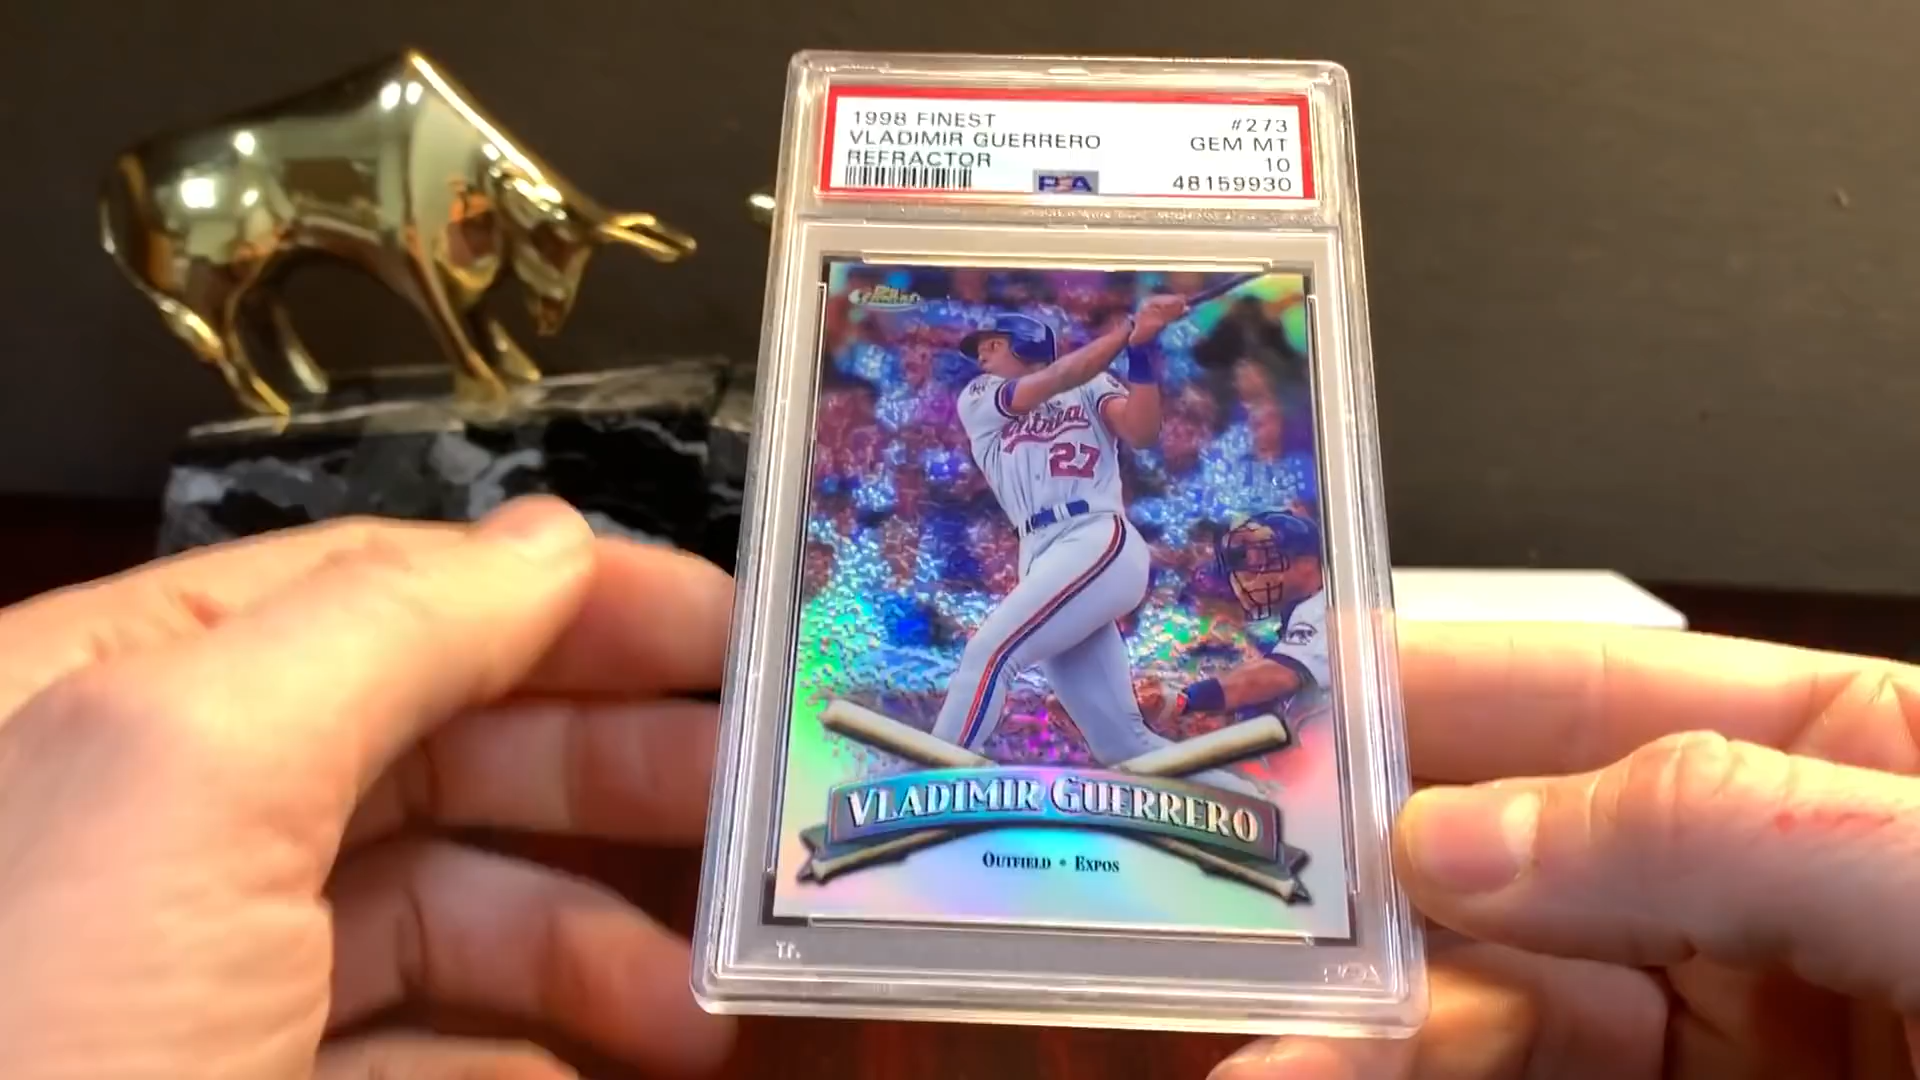 1998 FINEST #273
VLADIMIR GUERRERO GEM MT
REFRACTOR 10
PSA 48159930
27
VLADIMIR GUERRERO
OUTFIELD • EXPOS